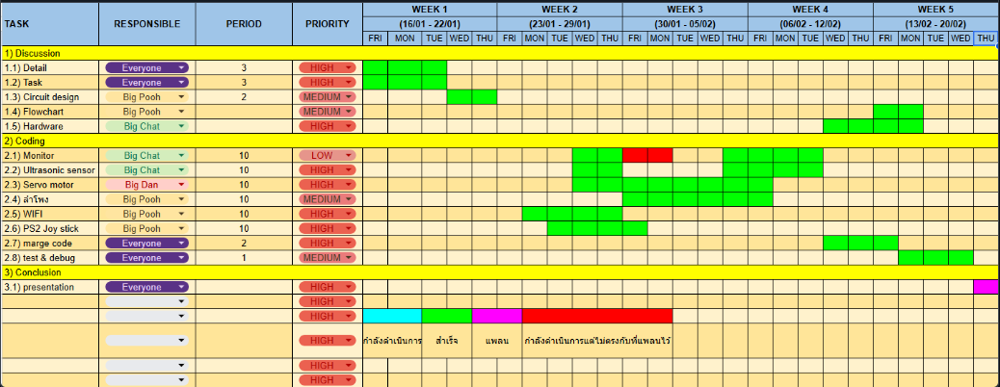 TASK RESPONSIBLE PERIOD PRIORITY WEEK 1 WEEK 2 WEEK 3 WEEK 4 WEEK 5
(16/01 - 22/01) (23/01 - 29/01) (30/01 - 05/02) (06/02 - 12/02) (13/02 - 20/02)
FRI MON TUE WED THU FRI MON TUE WED THU FRI MON TUE WED THU FRI MON TUE WED THU FRI MON TUE WED THU
1) Discussion
1.1) Detail Everyone 3 HIGH
1.2) Task Everyone 3 HIGH
1.3) Circuit design Big Pooh 2 MEDIUM
1.4) Flowchart Big Pooh MEDIUM
1.5) Hardware Big Chat HIGH
2) Coding
2.1) Monitor Big Chat 10 LOW
2.2) Ultrasonic sensor Big Chat 10 HIGH
2.3) Servo motor Big Dan 10 HIGH
2.4) ลำโพง Big Pooh 10 MEDIUM
2.5) WIFI Big Pooh 10 HIGH
2.6) PS2 Joy stick Big Pooh 10 HIGH
2.7) marge code Everyone 2 HIGH
2.8) test & debug Everyone 1 MEDIUM
3) Conclusion
3.1) presentation Everyone HIGH
HIGH
HIGH
HIGH กำลังดำเนินการ สำเร็จ แพลน กำลังดำเนินการแต่ไม่ตรงกับที่แพลนไว้
HIGH
HIGH